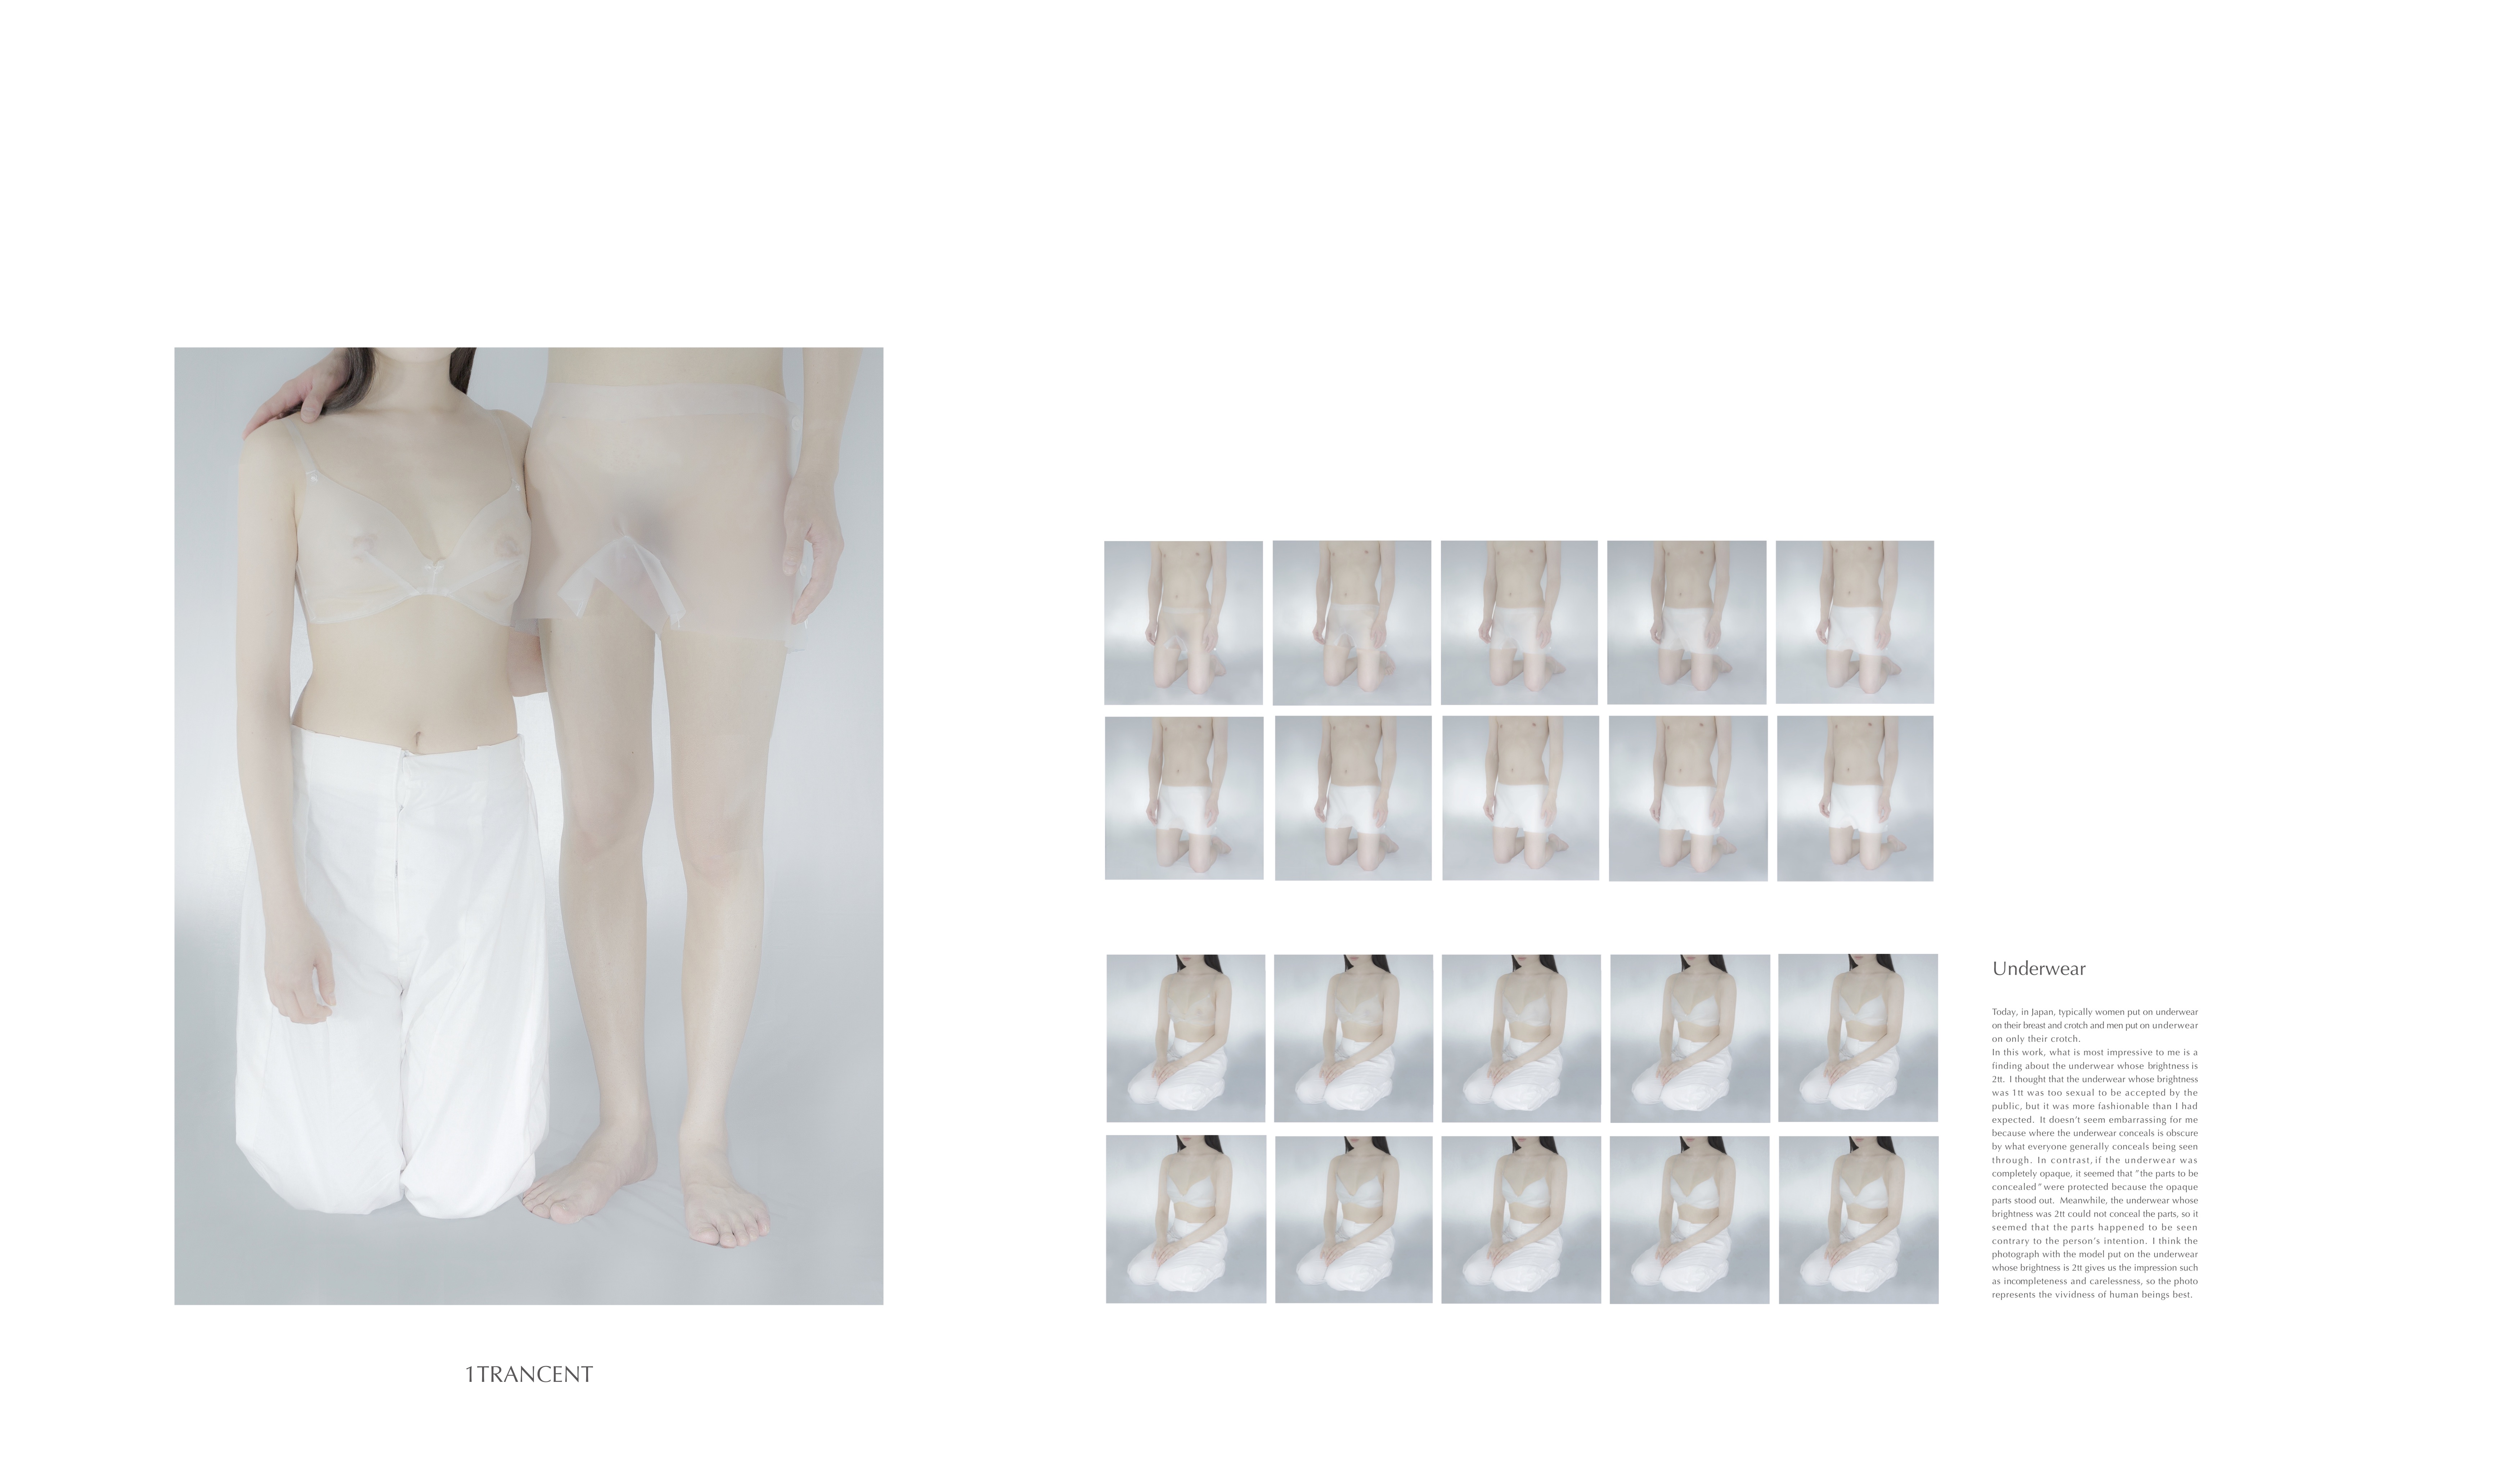 1TRANCENT
Underwear
Today, in Japan, typically women put on underwear
on their breast and crotch and men put on underwear
on only their crotch.
In this work, what is most impressive to me is a
finding about the underwear whose brightness is
2tt. I thought that the underwear whose brightness
was 1tt was too sexual to be accepted by the
public, but it was more fashionable than I had
expected. It doesn't seem embarrassing for me
because where the underwear conceals is obscure
by what everyone generally conceals being seen
through. In contrast, if the underwear was
completely opaque, it seemed that "the parts to be
concealed" were protected because the opaque
parts stood out. Meanwhile, the underwear whose
brightness was 2tt could not conceal the parts, so it
seemed that the parts happened to be seen
contrary to the person's intention. I think the
photograph with the model put on the underwear
whose brightness is 2tt gives us the impression such
as incompleteness and carelessness, so the photo
represents the vividness of human beings best.